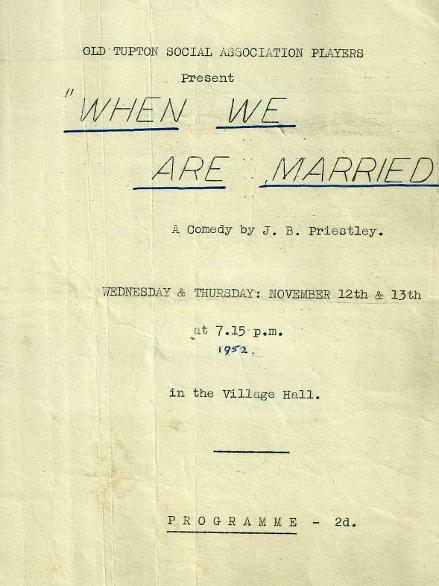 OLD TUPTON SOCIAL ASSOCIATION PLAYERS
Present
"WHEN WE
ARE MARRIED
A Comedy by J. B. Priestley.
WEDNESDAY & THURSDAY: NOVEMBER 12th & 13th
at 7.15 p.m.
1952.
in the Village Hall.
PROGRAMME - 2d.